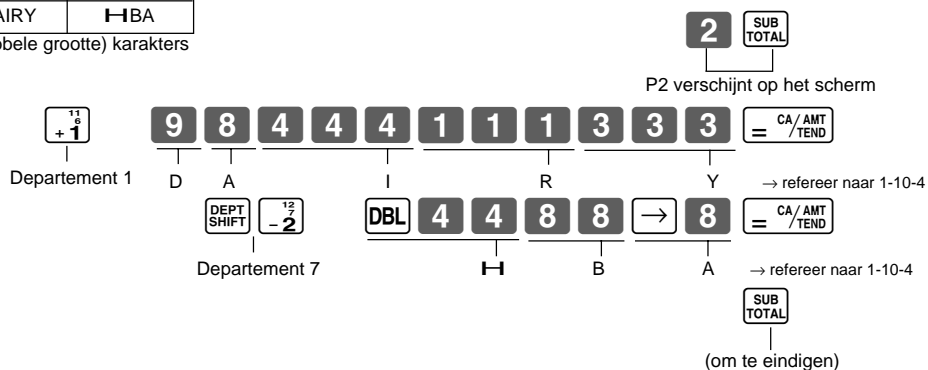 AIRY HBA
bele grootte) karakters
2 SUB TOTAL
P2 verschijnt op het scherm
11 6 + 1 9 8 4 4 4 1 1 1 3 3 3 = CA/AMT TEND
Departement 1 D A I R Y → refereer naar 1-10-4
DEPT SHIFT 12 7 - 2 DBL 4 4 8 8 → 8 = CA/AMT TEND
Departement 7 H B A → refereer naar 1-10-4
SUB TOTAL
(om te eindigen)